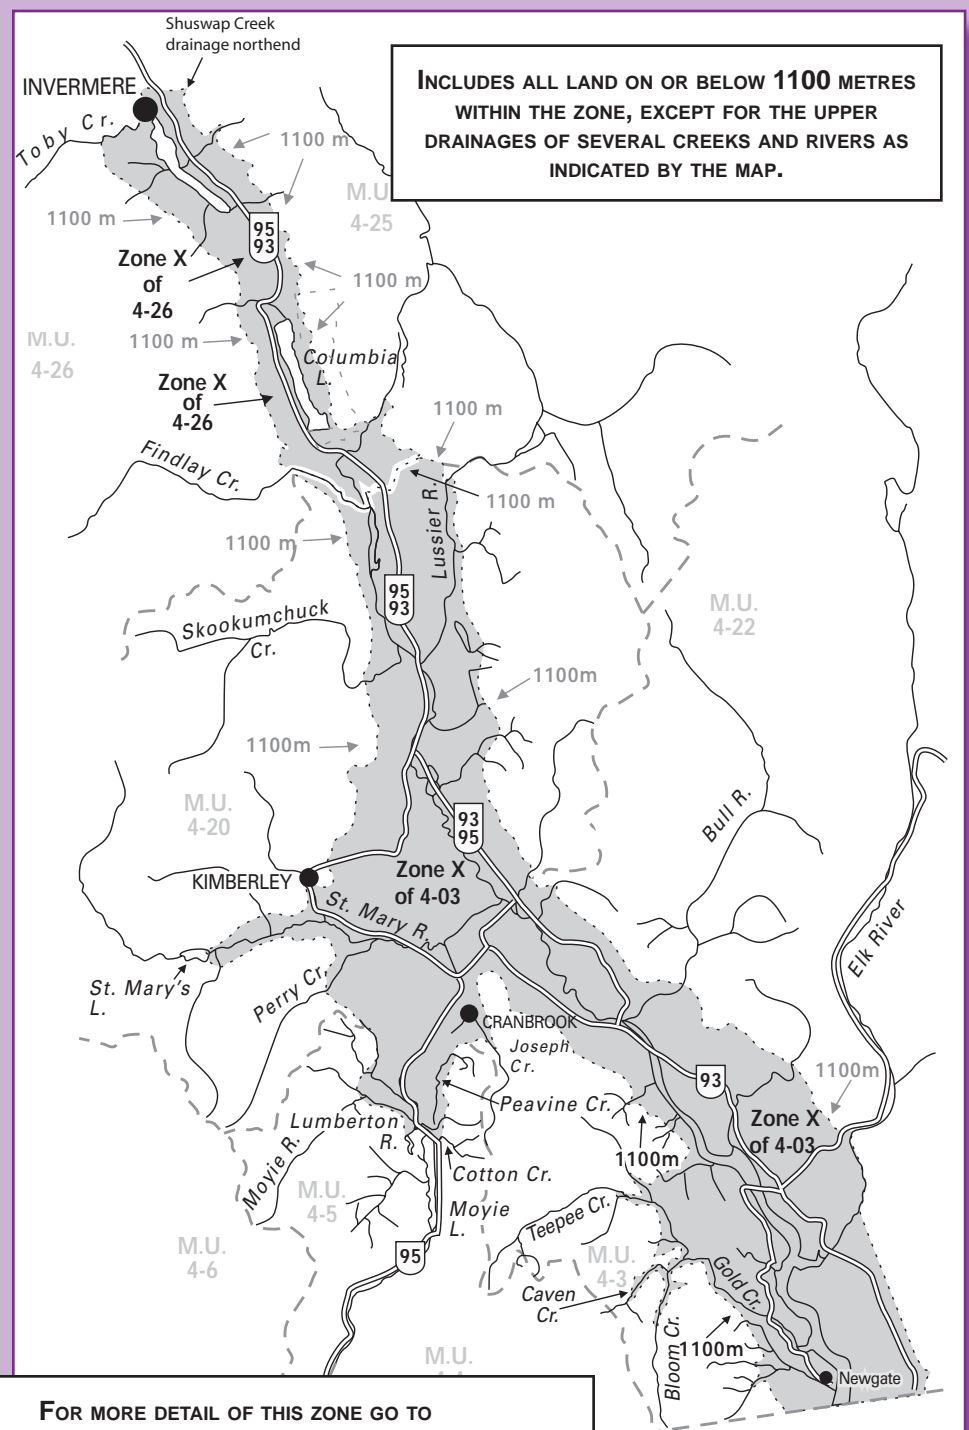 Shuswap Creek
drainage northend
INVERMERE
INCLUDES ALL LAND ON OR BELOW 1100 METRES
WITHIN THE ZONE, EXCEPT FOR THE UPPER
DRAINAGES OF SEVERAL CREEKS AND RIVERS AS
INDICATED BY THE MAP.
Toby Cr.
1100 m
M.U.
4-25
1100 m
95
93
Zone X
of
4-26
1100 m
M.U.
4-26
1100 m
Columbia
L.
Zone X
of
4-26
1100 m
Findlay Cr.
1100 m
Lussier R.
1100 m
95
93
Skookumchuck
Cr.
M.U.
4-22
1100m
1100m
M.U.
4-20
93
95
Bull R.
KIMBERLEY
Zone X
of 4-03
St. Mary R.
Elk River
St. Mary's
L.
Perry Cr.
CRANBROOK
Joseph
Cr.
93
1100m
Peavine Cr.
Zone X
of 4-03
Lumberton
R.
1100m
Moyie R.
Cotton Cr.
M.U.
4-5
Moyie
L.
Teepee Cr.
M.U.
4-6
95
M.U.
4-3
Gold Cr.
Caven
Cr.
Bloom Cr.
1100m
M.U.
Newgate
FOR MORE DETAIL OF THIS ZONE GO TO